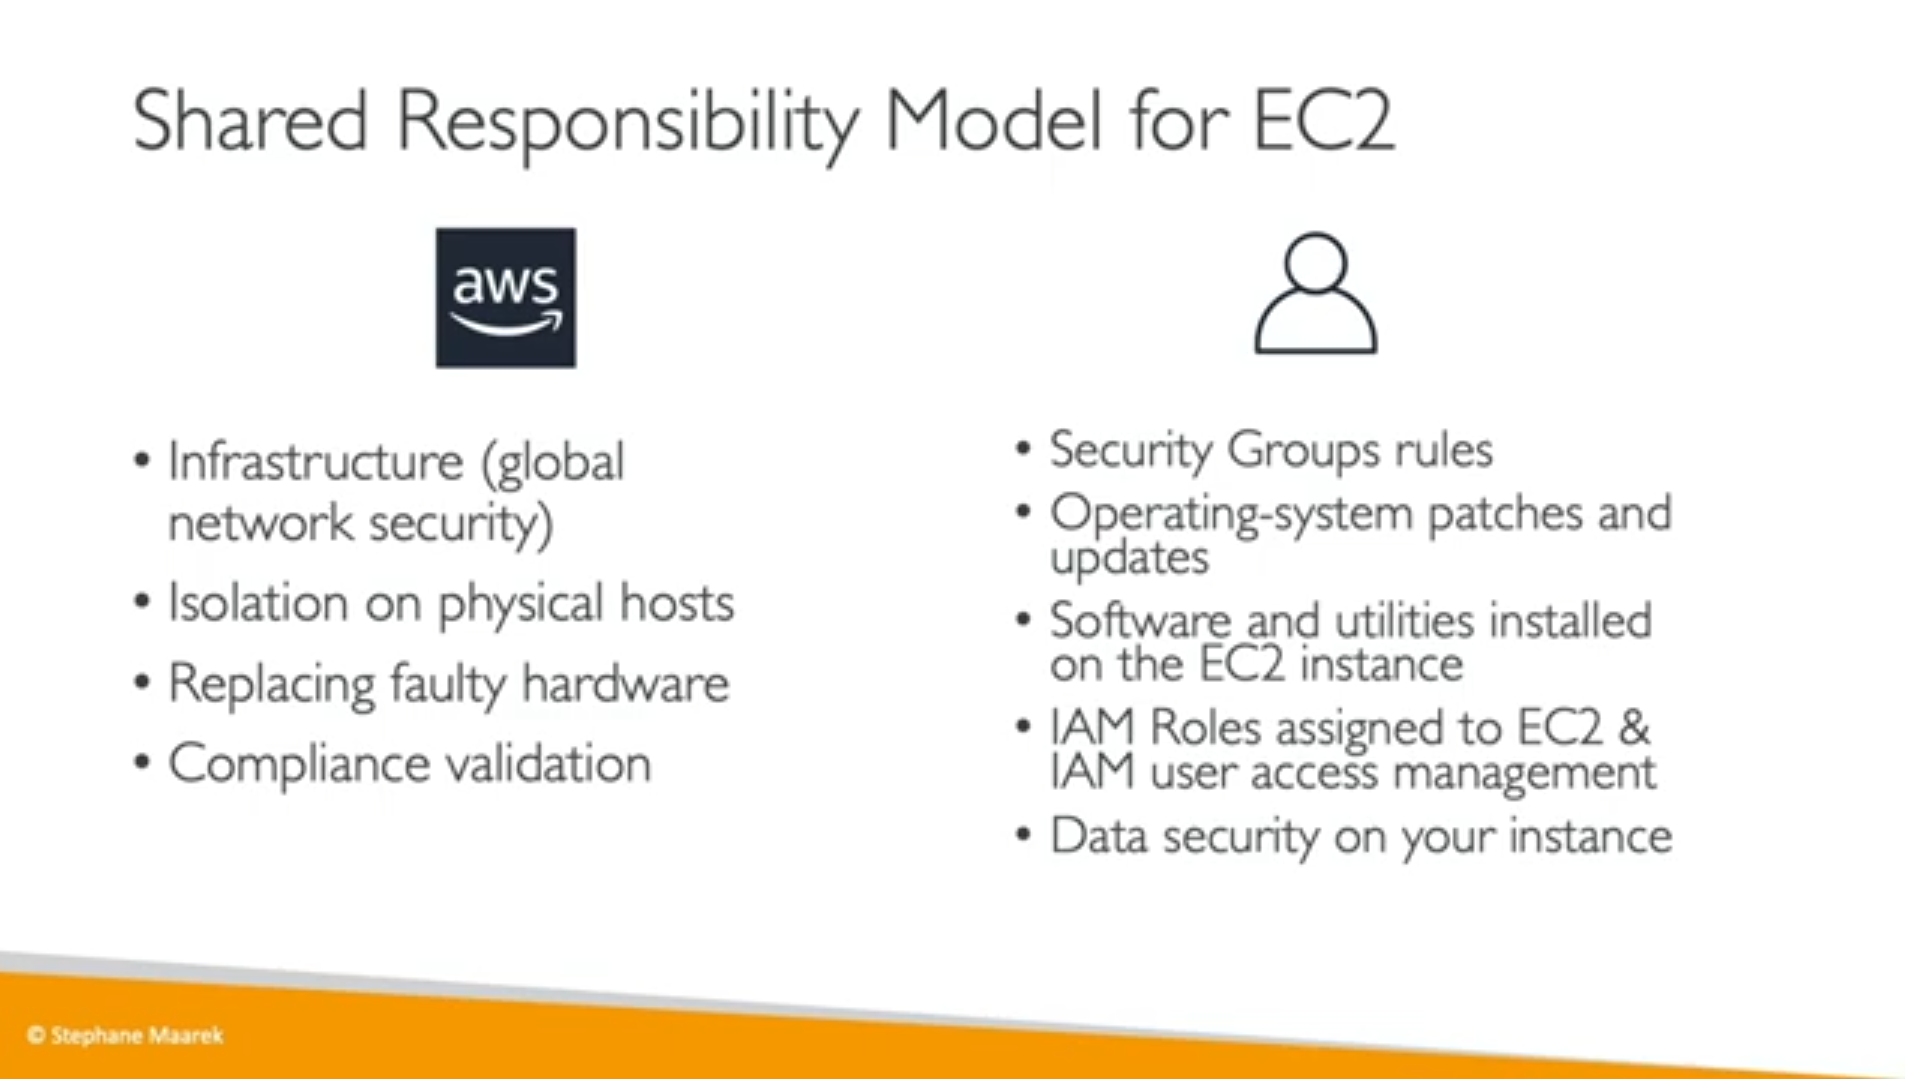 Shared Responsibility Model for EC2
aws
• Infrastructure (global
network security)
• Isolation on physical hosts
• Replacing faulty hardware
• Compliance validation
• Security Groups rules
• Operating-system patches and
updates
• Software and utilities installed
on the EC2 instance
• IAM Roles assigned to EC2 &
IAM user access management
• Data security on your instance
© Stephane Maarek